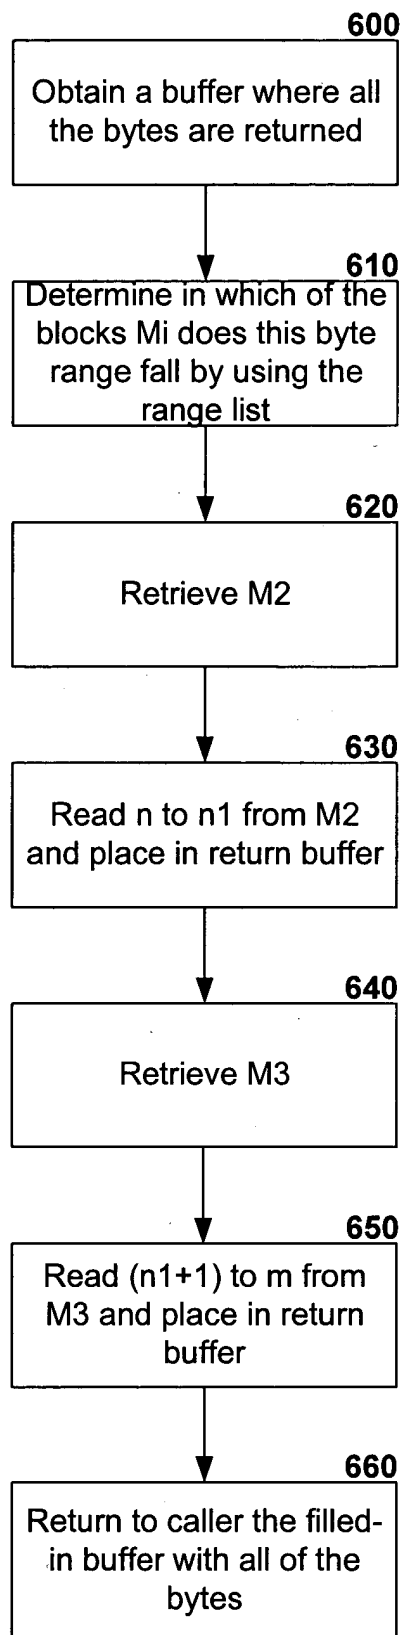 600
Obtain a buffer where all
the bytes are returned
610
Determine in which of the
blocks Mi does this byte
range fall by using the
range list
620
Retrieve M2
630
Read n to n1 from M2
and place in return buffer
640
Retrieve M3
650
Read (n1+1) to m from
M3 and place in return
buffer
660
Return to caller the filled-
in buffer with all of the
bytes